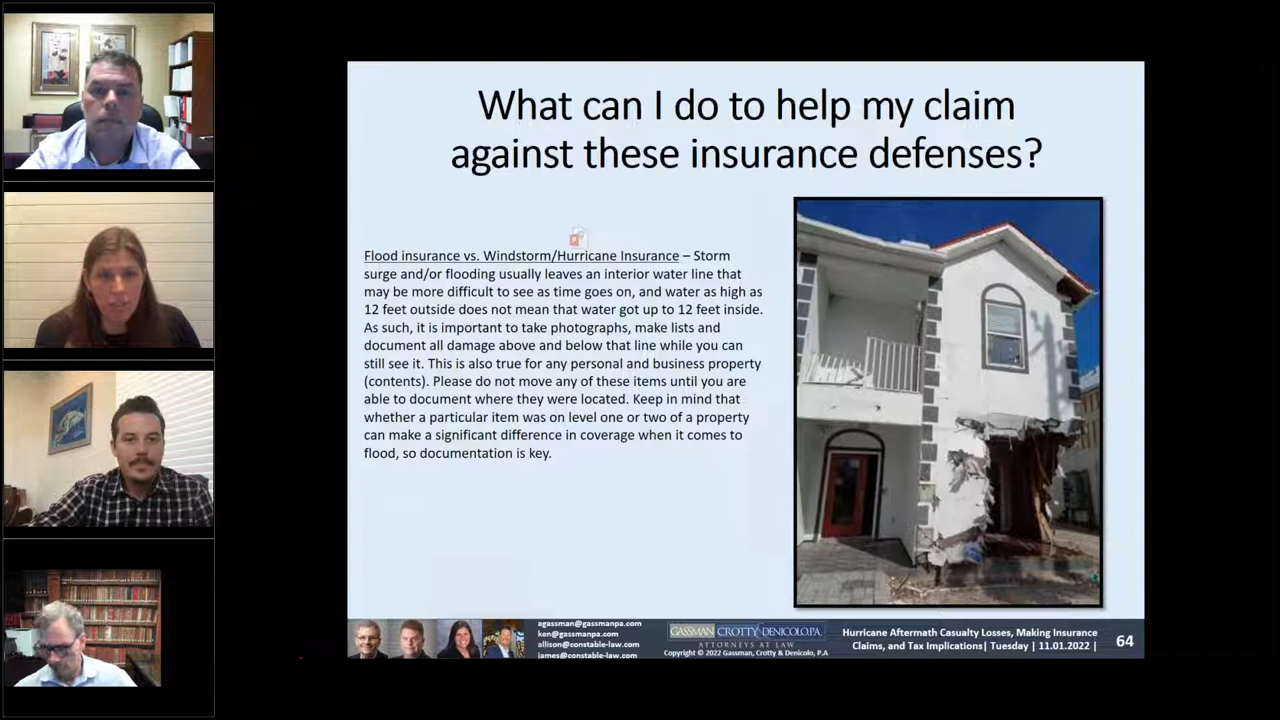 What can I do to help my claim
against these insurance defenses?
Flood insurance vs. Windstorm/Hurricane Insurance – Storm
surge and/or flooding usually leaves an interior water line that
may be more difficult to see as time goes on, and water as high as
12 feet outside does not mean that water got up to 12 feet inside.
As such, it is important to take photographs, make lists and
document all damage above and below that line while you can
still see it. This is also true for any personal and business property
(contents). Please do not move any of these items until you are
able to document where they were located. Keep in mind that
whether a particular item was on level one or two of a property
can make a significant difference in coverage when it comes to
flood, so documentation is key.
agassman@gassmanpa.com
ken@gassmanpa.com
allison@constable-law.com
james@constable-law.com
GASSMAN CROTTY DENICOLO, P.A.
ATTORNEYS AT LAW
Copyright © 2022 Gassman, Crotty & Denicolo, P.A
Hurricane Aftermath Casualty Losses, Making Insurance
Claims, and Tax Implications| Tuesday | 11.01.2022 |
64